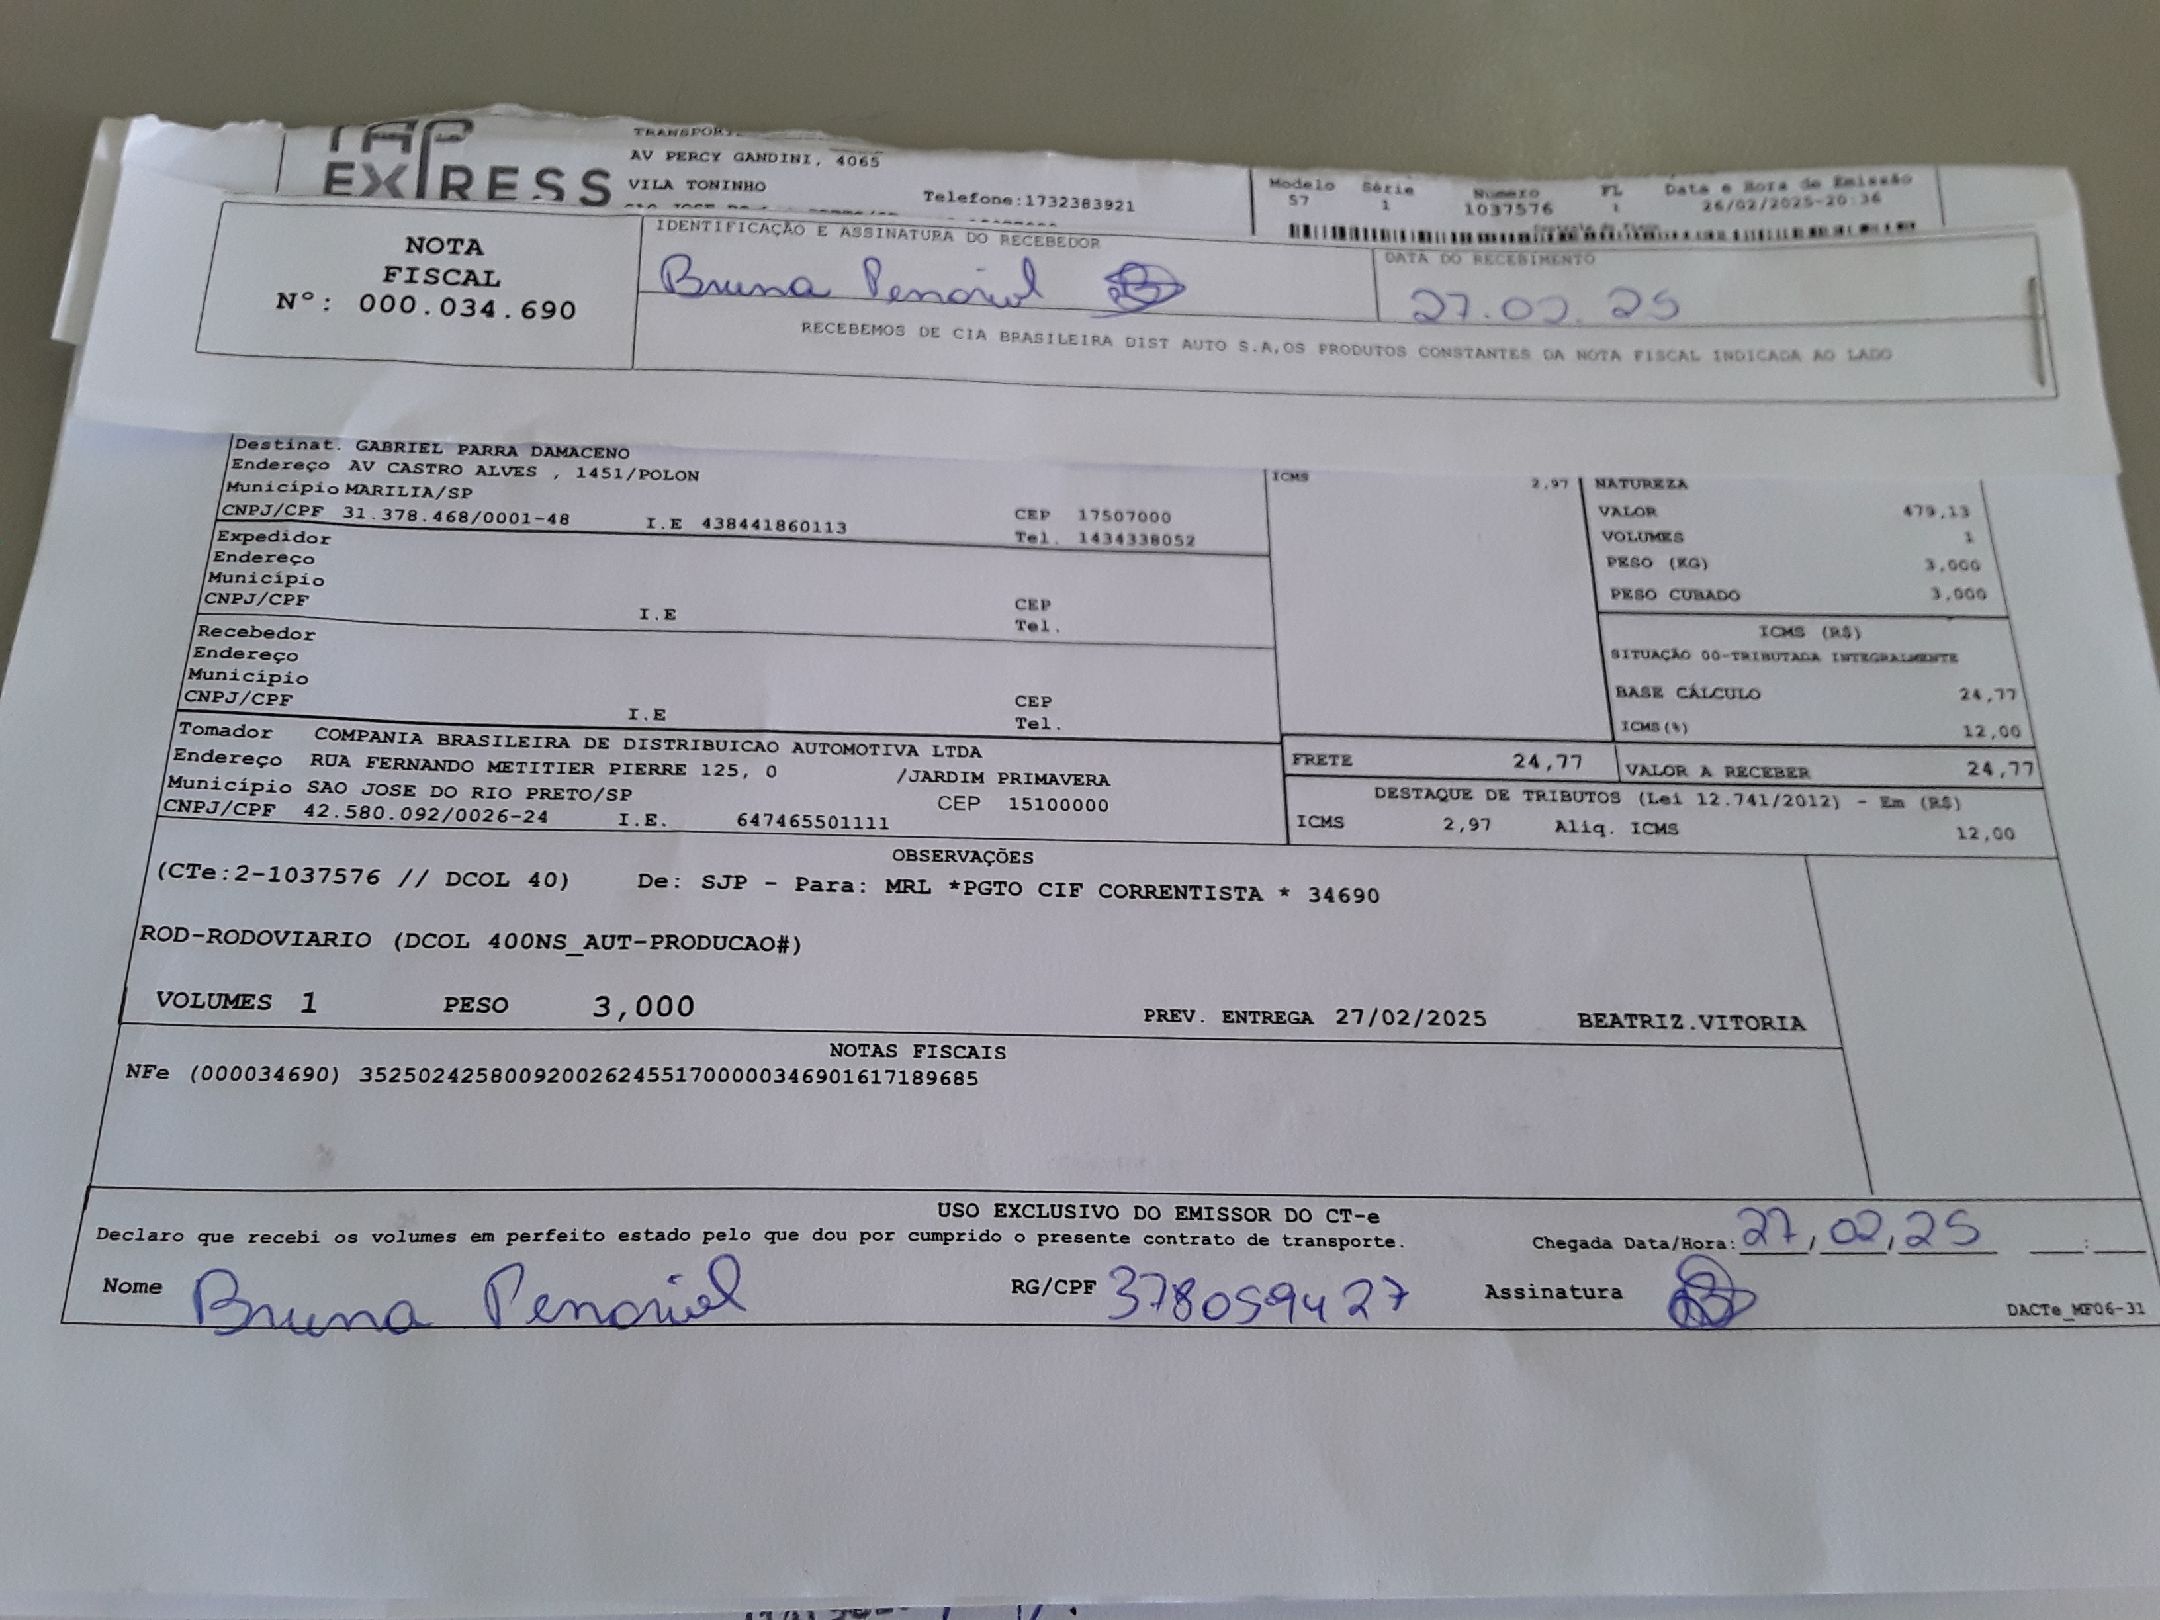 EXPRESS
AV PERCY GANDINI, 4065
VILA TONINHO
Telefone:1732383921
Modelo Série Número FL Data e Hora de Emissão
57 1 1037576 1 26/02/2025-20:36
NOTA
FISCAL
Nº: 000.034.690
IDENTIFICAÇÃO E ASSINATURA DO RECEBEDOR
Bruna
DATA DO RECEBIMENTO
27.02.25
RECEBEMOS DE CIA BRASILEIRA DIST AUTO S.A,OS PRODUTOS CONSTANTES DA NOTA FISCAL INDICADA AO LADO
Destinat. GABRIEL PARRA DAMACENO
Endereço AV CASTRO ALVES , 1451/POLON
Município MARILIA/SP
CNPJ/CPF 31.378.468/0001-48 I.E 438441860113
CEP 17507000
Tel. 1434338052
Expedidor
Endereço
Município
CNPJ/CPF I.E
CEP
Tel.
Recebedor
Endereço
Município
CNPJ/CPF I.E
CEP
Tel.
Tomador COMPANIA BRASILEIRA DE DISTRIBUICAO AUTOMOTIVA LTDA
Endereço RUA FERNANDO METITIER PIERRE 125, 0 /JARDIM PRIMAVERA
Município SAO JOSE DO RIO PRETO/SP CEP 15100000
CNPJ/CPF 42.580.092/0026-24 I.E. 647465501111
ICMS 2,97
NATUREZA
VALOR 479,13
VOLUMES 1
PESO (KG) 3,000
PESO CUBADO 3,000
ICMS (R$)
SITUAÇÃO 00-TRIBUTADA INTEGRALMENTE
BASE CÁLCULO 24,77
ICMS(%) 12,00
FRETE 24,77 VALOR A RECEBER 24,77
DESTAQUE DE TRIBUTOS (Lei 12.741/2012) - Em (R$)
ICMS 2,97 Aliq. ICMS 12,00
OBSERVAÇÕES
(CTe:2-1037576 // DCOL 40) De: SJP - Para: MRL *PGTO CIF CORRENTISTA * 34690
ROD-RODOVIARIO (DCOL 400NS_AUT-PRODUCAO#)
VOLUMES 1 PESO 3,000 PREV. ENTREGA 27/02/2025 BEATRIZ.VITORIA
NOTAS FISCAIS
NFe (000034690) 35250242580092002624551700000346901617189685
USO EXCLUSIVO DO EMISSOR DO CT-e
Declaro que recebi os volumes em perfeito estado pelo que dou por cumprido o presente contrato de transporte.
Chegada Data/Hora: 27,02,25 :
Nome Bruna RG/CPF 378059427 Assinatura
DACTe_MF06-31